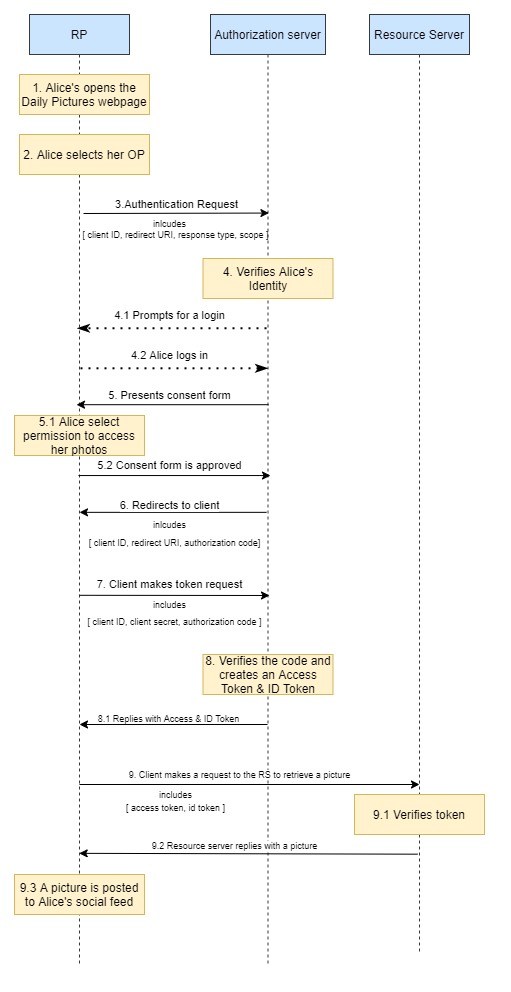 RP
Authorization server
Resource Server
1. Alice's opens the
Daily Pictures webpage
2. Alice selects her OP
3.Authentication Request
inlcudes
[ client ID, redirect URI, response type, scope ]
4. Verifies Alice's
Identity
4.1 Prompts for a login
4.2 Alice logs in
5. Presents consent form
5.1 Alice select
permission to access
her photos
5.2 Consent form is approved
6. Redirects to client
inlcudes
[ client ID, redirect URI, authorization code]
7. Client makes token request
includes
[ client ID, client secret, authorization code ]
8. Verifies the code and
creates an Access
Token & ID Token
8.1 Replies with Access & ID Token
9. Client makes a request to the RS to retrieve a picture
includes
[ access token, id token ]
9.1 Verifies token
9.2 Resource server replies with a picture
9.3 A picture is posted
to Alice's social feed